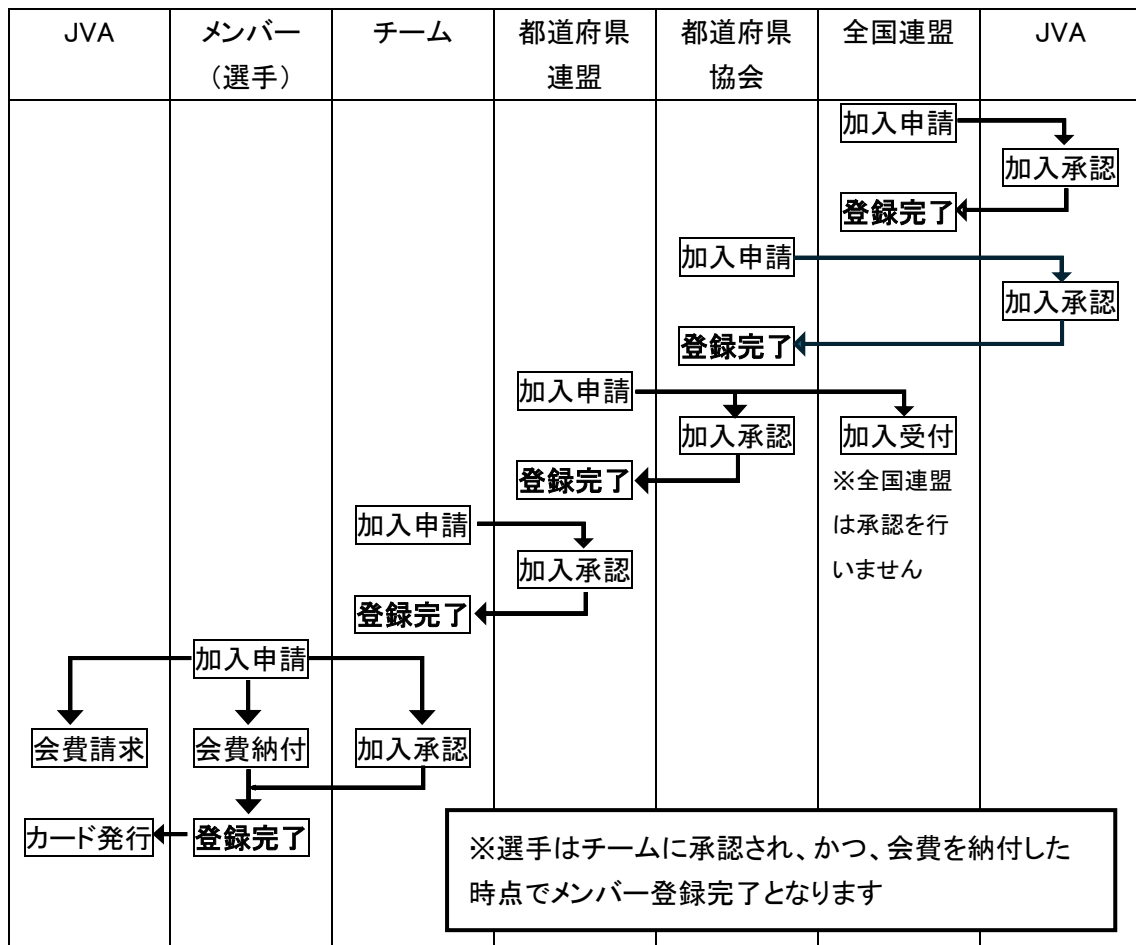 JVA
メンバー
（選手）
チーム
都道府県
連盟
都道府県
協会
全国連盟
JVA
加入申請
加入承認
登録完了
加入申請
加入承認
登録完了
加入申請
加入承認
加入受付
登録完了
※全国連盟
は承認を行
いません
加入申請
加入承認
登録完了
加入申請
会費請求
会費納付
加入承認
カード発行
登録完了
※選手はチームに承認され、かつ、会費を納付した
時点でメンバー登録完了となります